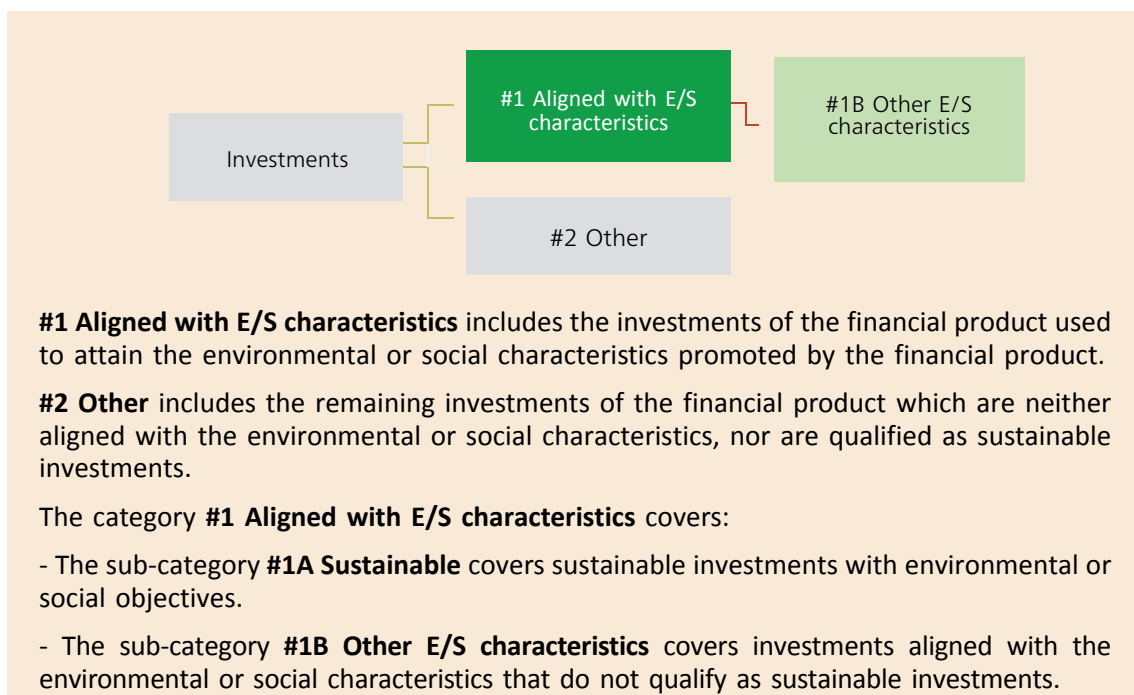 #1 Aligned with E/S
characteristics
#1B Other E/S
characteristics
Investments
#2 Other
#1 Aligned with E/S characteristics includes the investments of the financial product used
to attain the environmental or social characteristics promoted by the financial product.
#2 Other includes the remaining investments of the financial product which are neither
aligned with the environmental or social characteristics, nor are qualified as sustainable
investments.
The category #1 Aligned with E/S characteristics covers:
- The sub-category #1A Sustainable covers sustainable investments with environmental or
social objectives.
- The sub-category #1B Other E/S characteristics covers investments aligned with the
environmental or social characteristics that do not qualify as sustainable investments.